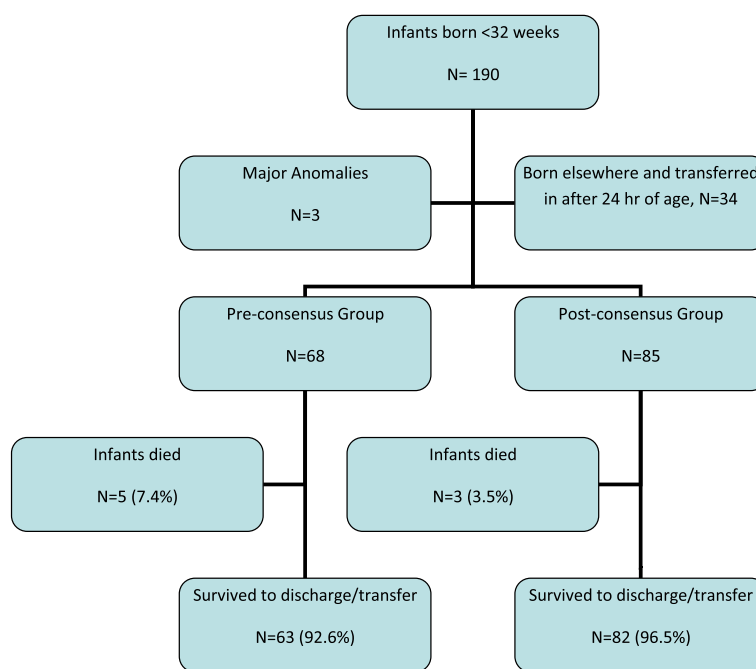 Infants born <32 weeks
N= 190
Major Anomalies
N=3
Born elsewhere and transferred
in after 24 hr of age, N=34
Pre-consensus Group
N=68
Post-consensus Group
N=85
Infants died
N=5 (7.4%)
Infants died
N=3 (3.5%)
Survived to discharge/transfer
N=63 (92.6%)
Survived to discharge/transfer
N=82 (96.5%)